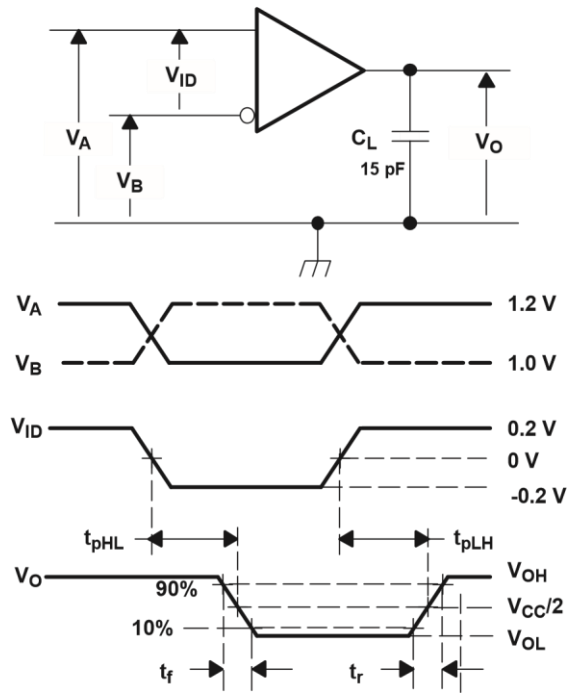 VID
VA
VB
CL
15 pF
VO
VA
1.2 V
VB
1.0 V
VID
0.2 V
0 V
-0.2 V
tpHL
tpLH
VO
VOH
90%
VCC/2
10%
VOL
tf
tr